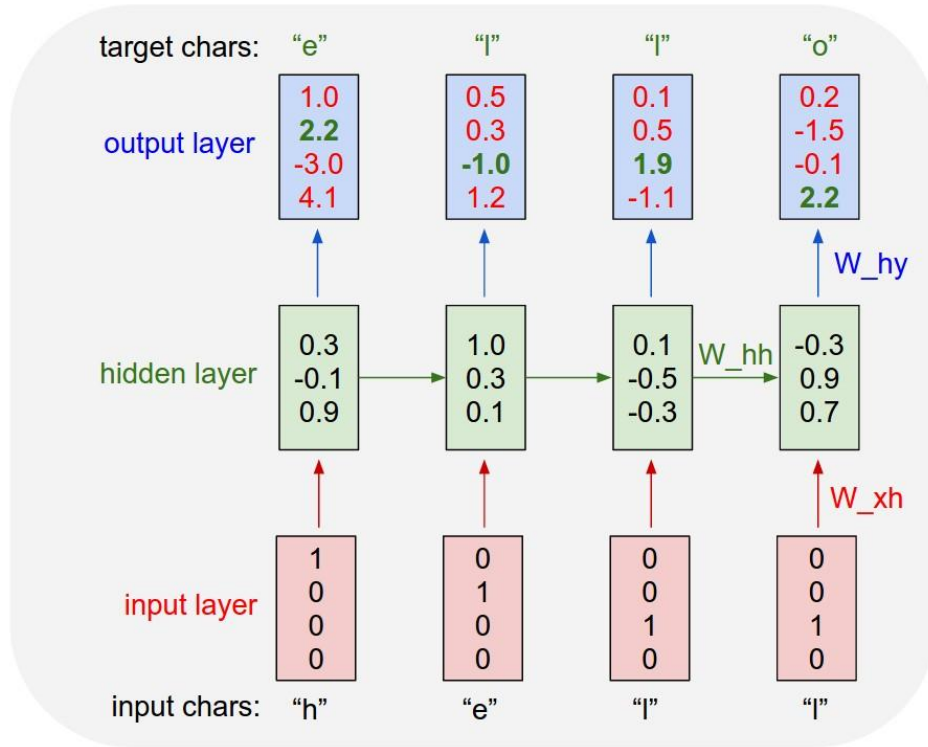 target chars: “e” “l” “l” “o”
1.0 0.5 0.1 0.2
2.2 0.3 0.5 -1.5
output layer
-3.0 -1.0 1.9 -0.1
4.1 1.2 -1.1 2.2
W_hy
0.3 1.0 0.1 -0.3
W_hh
hidden layer -0.1 0.3 -0.5 0.9
0.9 0.1 -0.3 0.7
W_xh
1 0 0 0
0 1 0 0
input layer
0 0 1 1
0 0 0 0
input chars: “h” “e” “l” “l”